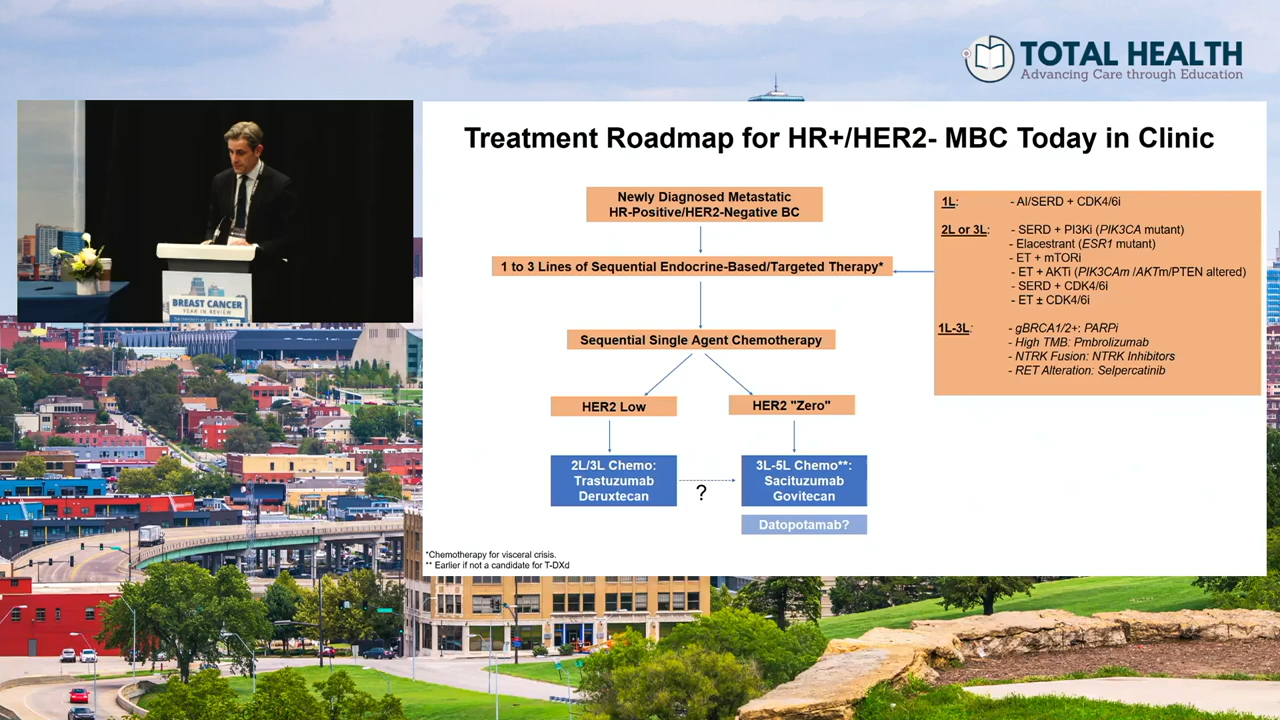 TOTAL HEALTH
Advancing Care through Education
BREAST CANCER
YEAR IN REVIEW
Treatment Roadmap for HR+/HER2- MBC Today in Clinic
Newly Diagnosed Metastatic
HR-Positive/HER2-Negative BC
1 to 3 Lines of Sequential Endocrine-Based/Targeted Therapy*
Sequential Single Agent Chemotherapy
HER2 Low
HER2 "Zero"
2L/3L Chemo:
Trastuzumab
Deruxtecan
?
3L-5L Chemo**:
Sacituzumab
Govitecan
Datopotamab?
1L: - AI/SERD + CDK4/6i
2L or 3L: - SERD + PI3Ki (PIK3CA mutant)
- Elacestrant (ESR1 mutant)
- ET + mTORi
- ET + AKTi (PIK3CAm /AKTm/PTEN altered)
- SERD + CDK4/6i
- ET ± CDK4/6i
1L-3L: - gBRCA1/2+: PARPi
- High TMB: Pmbrolizumab
- NTRK Fusion: NTRK Inhibitors
- RET Alteration: Selpercatinib
*Chemotherapy for visceral crisis.
** Earlier if not a candidate for T-DXd